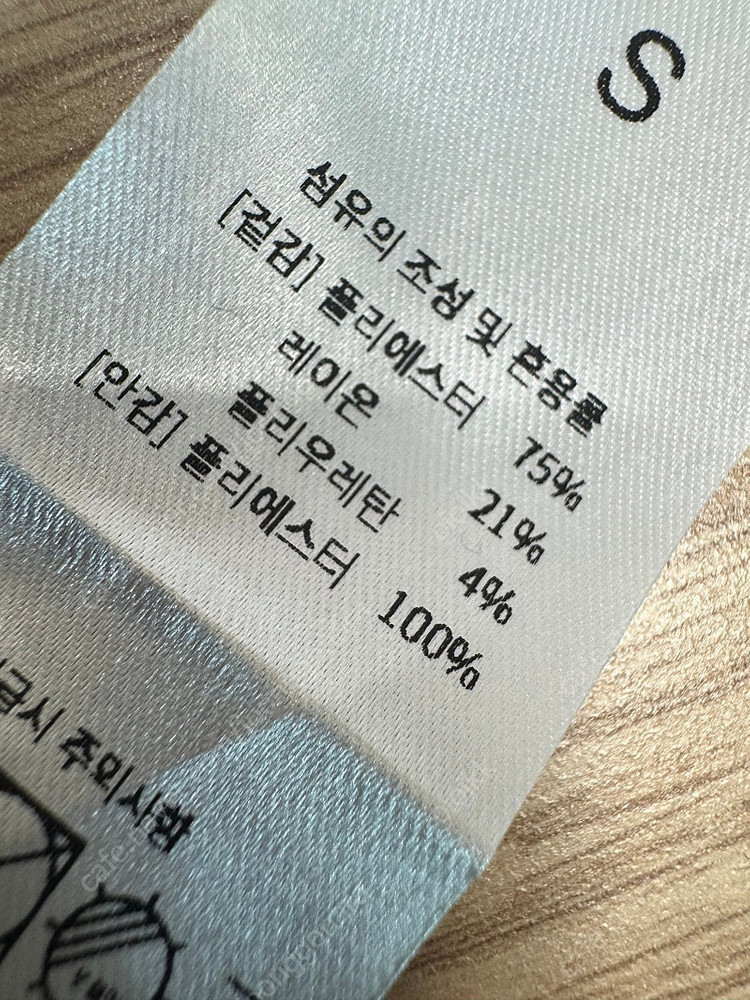 S
섬유의 조성 및 혼용률
[겉감] 폴리에스터 75%
레이온 21%
폴리우레탄 4%
[안감] 폴리에스터 100%
급시 주의사항